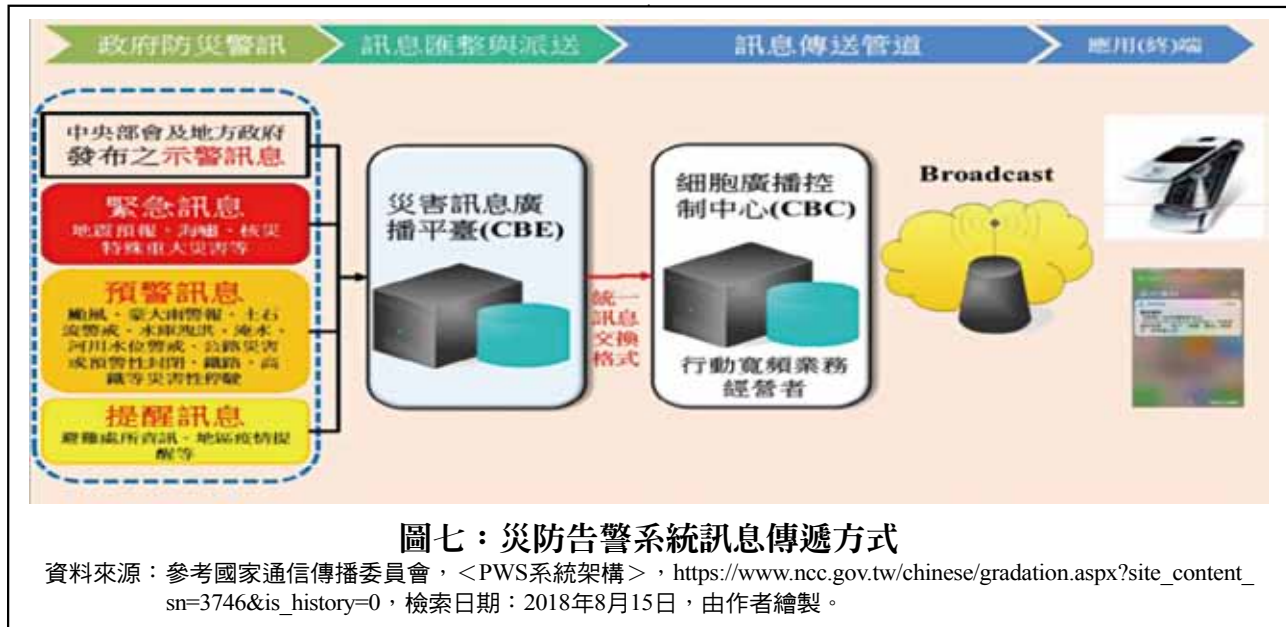 政府防災警訊
訊息匯整與派送
訊息傳送管道
應用(終)端
中央部會及地方政府
發布之示警訊息
緊急訊息
地震預報、海嘯、核災
特殊重大災害等
預警訊息
颱風、豪大雨警報、土石
流警戒、水庫洩洪、淹水、
河川水位警戒、公路災害
或預警性封閉、鐵路、高
鐵等災害性停駛
提醒訊息
避難處所資訊、地區疫情提
醒等
災害訊息廣
播平臺(CBE)
統一
訊息
交換
格式
細胞廣播控
制中心(CBC)
行動寬頻業務
經營者
Broadcast
圖七：災防告警系統訊息傳遞方式
資料來源：參考國家通信傳播委員會，＜PWS系統架構＞，https://www.ncc.gov.tw/chinese/gradation.aspx?site_content_
sn=3746&is_history=0，檢索日期：2018年8月15日，由作者繪製。